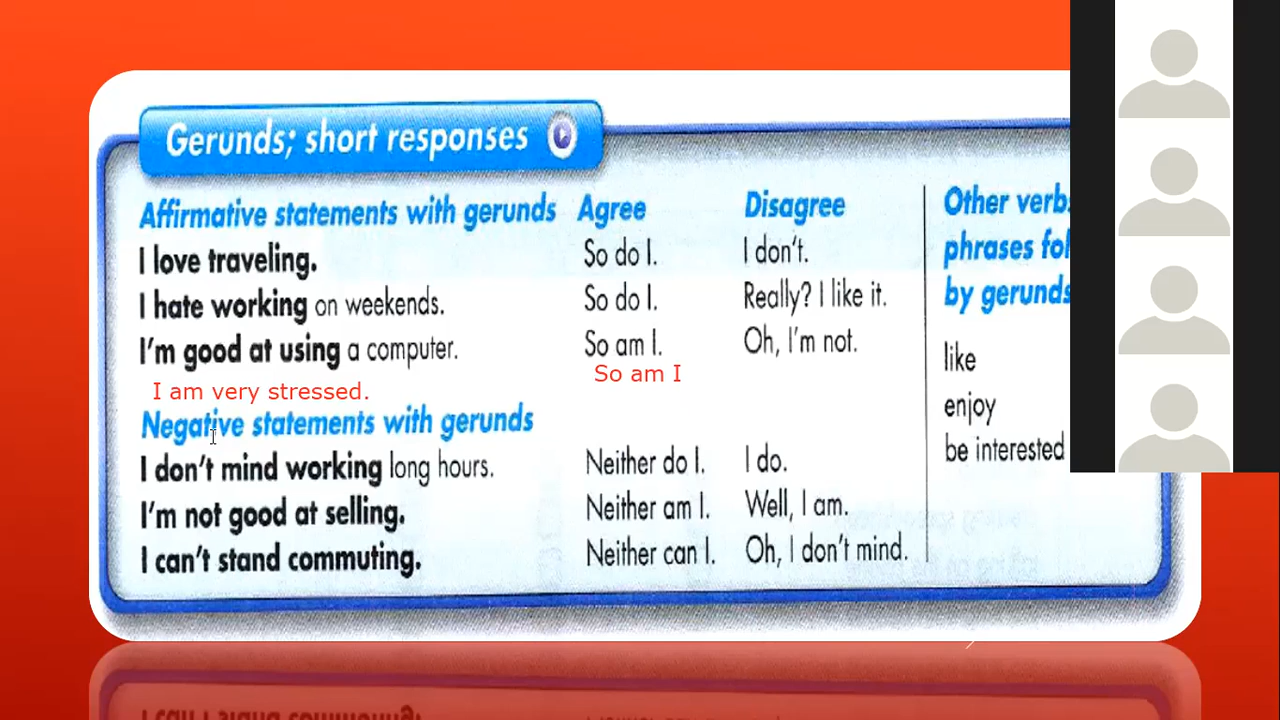 Gerunds; short responses
Affirmative statements with gerunds Agree Disagree
I love traveling. So do I. I don't.
I hate working on weekends. So do I. Really? I like it.
I'm good at using a computer. So am I. Oh, I'm not.
I am very stressed. So am I
Negative statements with gerunds
I don't mind working long hours. Neither do I. I do.
I'm not good at selling. Neither am I. Well, I am.
I can't stand commuting. Neither can I. Oh, I don't mind.
Other
phrases
by gerunds
like
enjoy
be interested